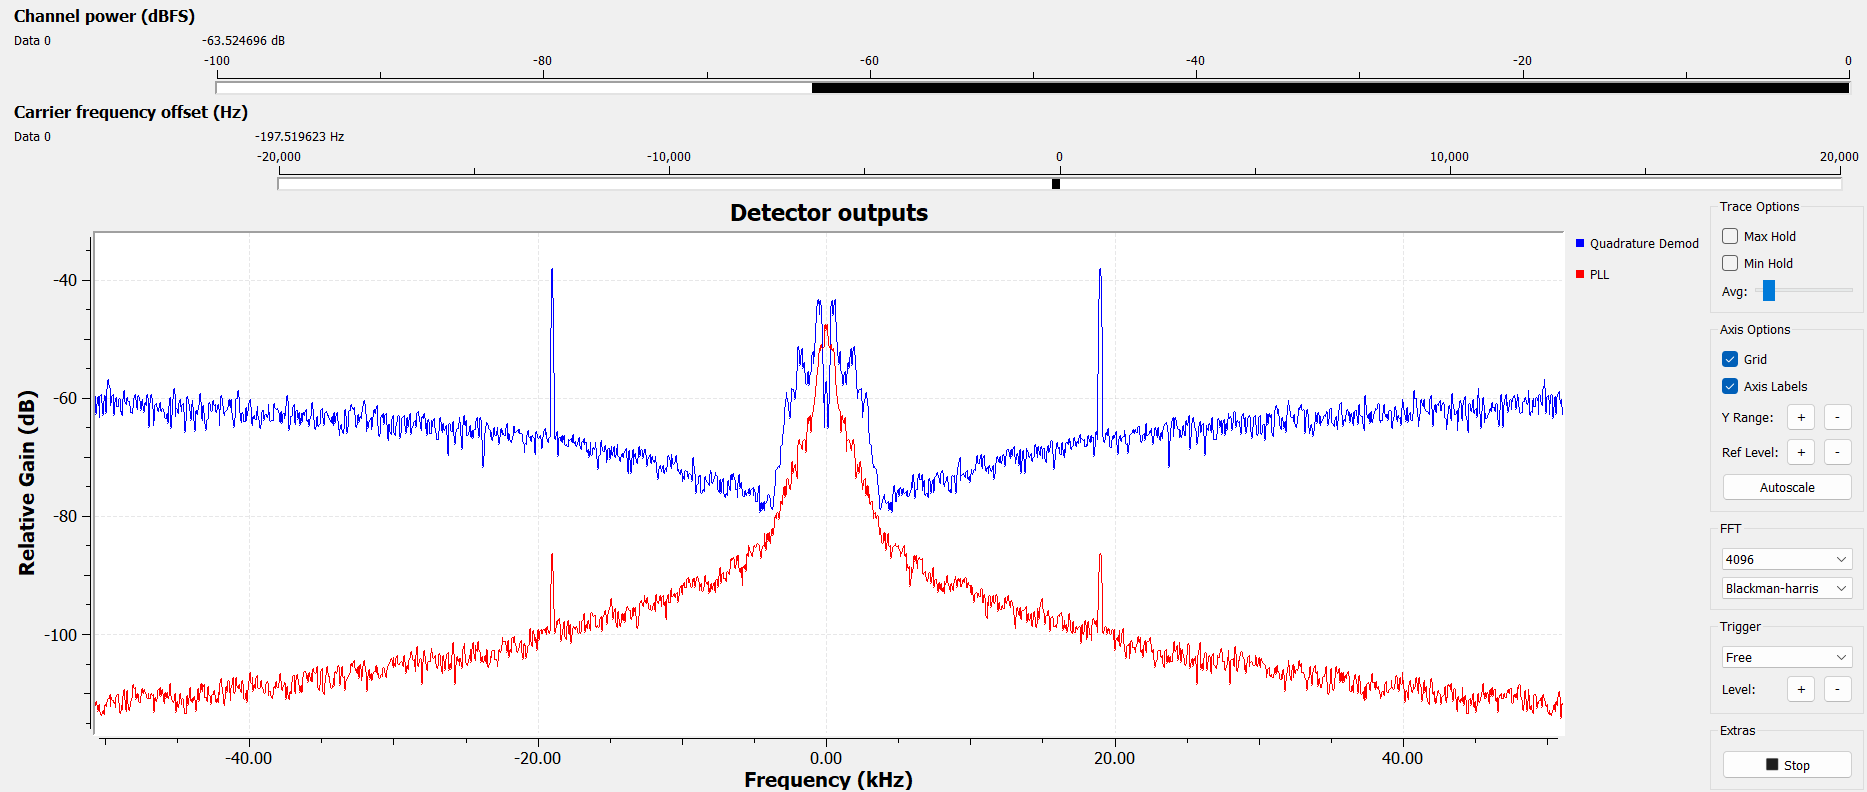 Channel power (dBFS)
Data 0 -63.524696 dB
-100 -80 -60 -40 -20 0
Carrier frequency offset (Hz)
Data 0 -197.519623 Hz
-20,000 -10,000 0 10,000 20,000
Detector outputs
Relative Gain (dB)
-40
-60
-80
-100
-40.00 -20.00 0.00 20.00 40.00
Frequency (kHz)
Quadrature Demod
PLL
Trace Options
Max Hold
Min Hold
Avg:
Axis Options
Grid
Axis Labels
Y Range: + -
Ref Level: + -
Autoscale
FFT
4096
Blackman-harris
Trigger
Free
Level: + -
Extras
Stop